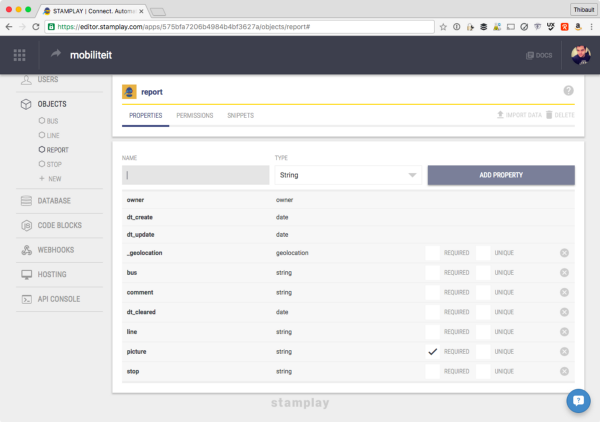 STAMPLAY | Connect. Automa
Thibault
https://editor.stamplay.com/apps/575bfa7206b4984b4bf3627a/objects/report#
mobiliteit
DOCS
USERS
OBJECTS
BUS
LINE
REPORT
STOP
+ NEW
DATABASE
CODE BLOCKS
WEBHOOKS
HOSTING
API CONSOLE
report
PROPERTIES PERMISSIONS SNIPPETS IMPORT DATA DELETE
NAME TYPE
String ADD PROPERTY
owner owner
dt_create date
dt_update date
_geolocation geolocation REQUIRED UNIQUE
bus string REQUIRED UNIQUE
comment string REQUIRED UNIQUE
dt_cleared date REQUIRED UNIQUE
line string REQUIRED UNIQUE
picture string REQUIRED UNIQUE
stop string REQUIRED UNIQUE
stamplay